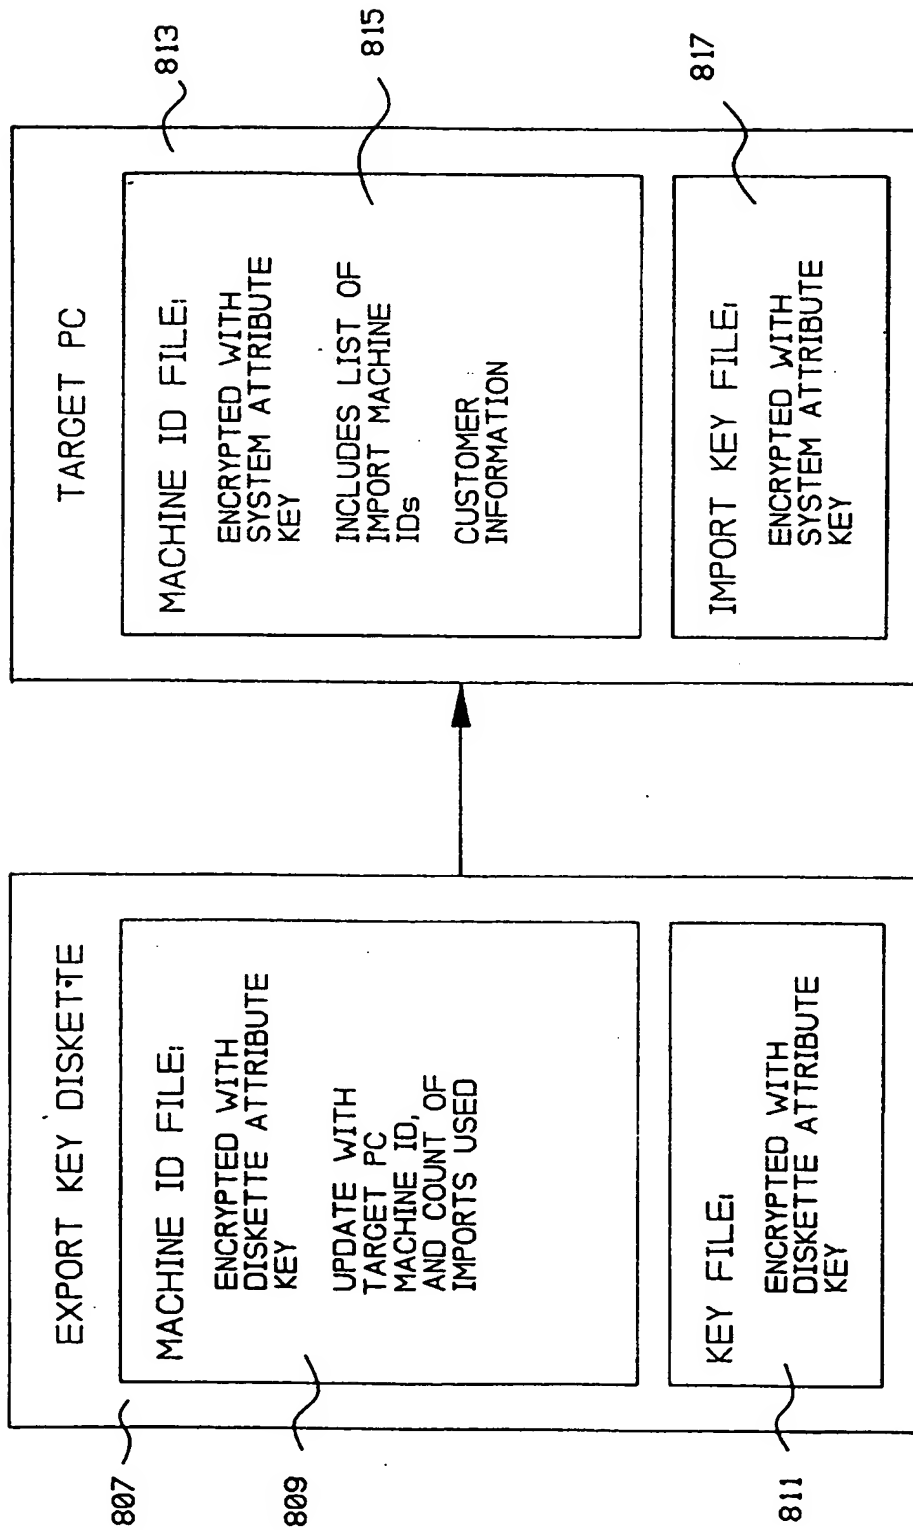 EXPORT KEY DISKETTE
807
MACHINE ID FILE:
ENCRYPTED WITH
DISKETTE ATTRIBUTE
KEY
UPDATE WITH
TARGET PC
MACHINE ID,
AND COUNT OF
IMPORTS USED
809
KEY FILE:
ENCRYPTED WITH
DISKETTE ATTRIBUTE
KEY
811
TARGET PC
813
MACHINE ID FILE:
ENCRYPTED WITH
SYSTEM ATTRIBUTE
KEY
INCLUDES LIST OF
IMPORT MACHINE
IDs
CUSTOMER
INFORMATION
815
IMPORT KEY FILE:
ENCRYPTED WITH
SYSTEM ATTRIBUTE
KEY
817